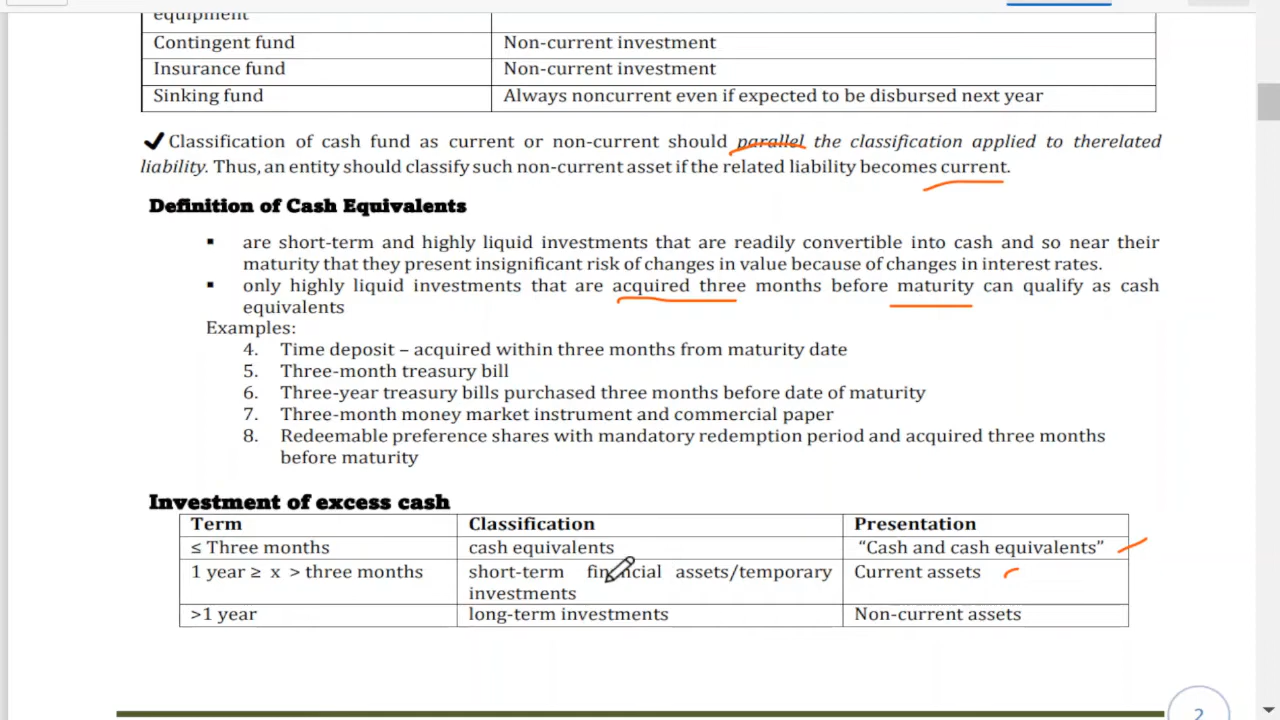 equipment
Contingent fund Non-current investment
Insurance fund Non-current investment
Sinking fund Always noncurrent even if expected to be disbursed next year
✔Classification of cash fund as current or non-current should parallel the classification applied to therelated
liability. Thus, an entity should classify such non-current asset if the related liability becomes current.
Definition of Cash Equivalents
▪ are short-term and highly liquid investments that are readily convertible into cash and so near their
maturity that they present insignificant risk of changes in value because of changes in interest rates.
▪ only highly liquid investments that are acquired three months before maturity can qualify as cash
equivalents
Examples:
4. Time deposit – acquired within three months from maturity date
5. Three-month treasury bill
6. Three-year treasury bills purchased three months before date of maturity
7. Three-month money market instrument and commercial paper
8. Redeemable preference shares with mandatory redemption period and acquired three months
before maturity
Investment of excess cash
Term Classification Presentation
≤ Three months cash equivalents “Cash and cash equivalents”
1 year ≥ x > three months short-term financial assets/temporary Current assets
investments
>1 year long-term investments Non-current assets
2